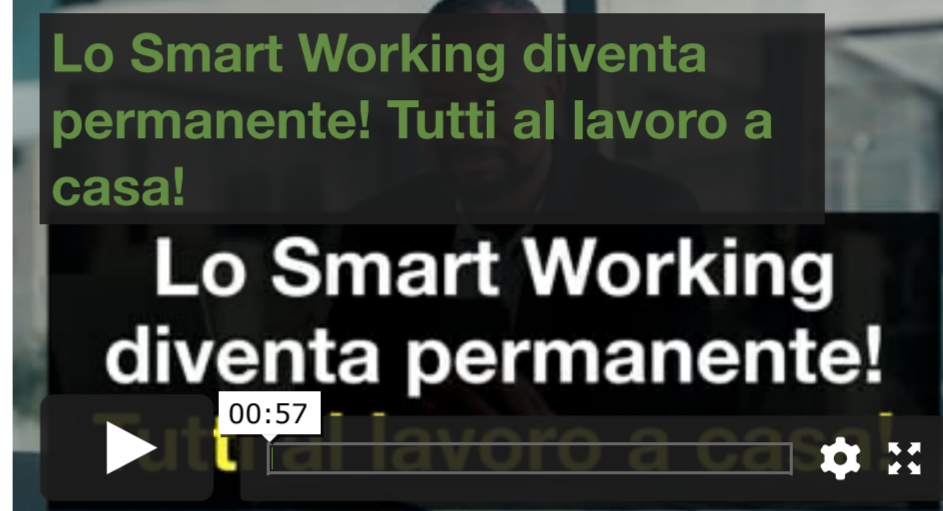 Lo Smart Working diventa
permanente! Tutti al lavoro a
casa!
Lo Smart Working
diventa permanente!
Tutti al lavoro a casa!
00:57